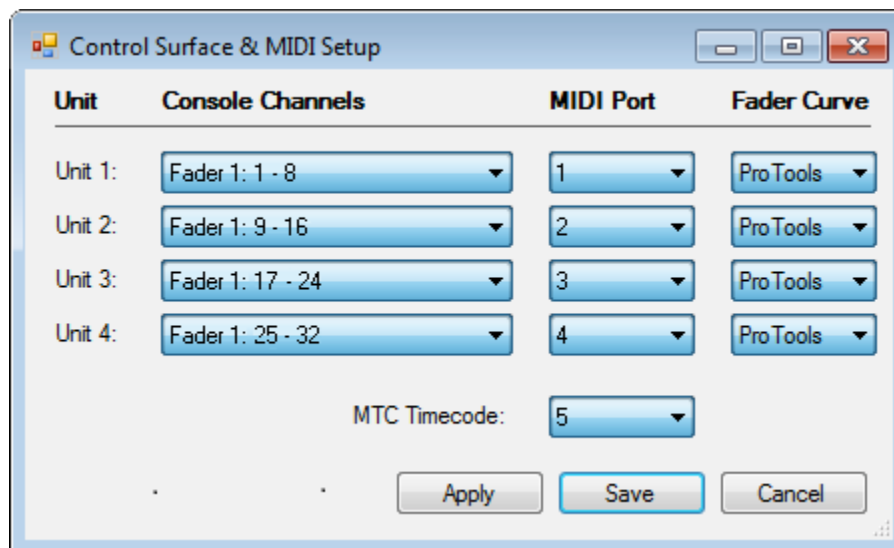 Control Surface & MIDI Setup
Unit Console Channels MIDI Port Fader Curve
Unit 1: Fader 1: 1 - 8 1 ProTools
Unit 2: Fader 1: 9 - 16 2 ProTools
Unit 3: Fader 1: 17 - 24 3 ProTools
Unit 4: Fader 1: 25 - 32 4 ProTools
MTC Timecode: 5
Apply Save Cancel